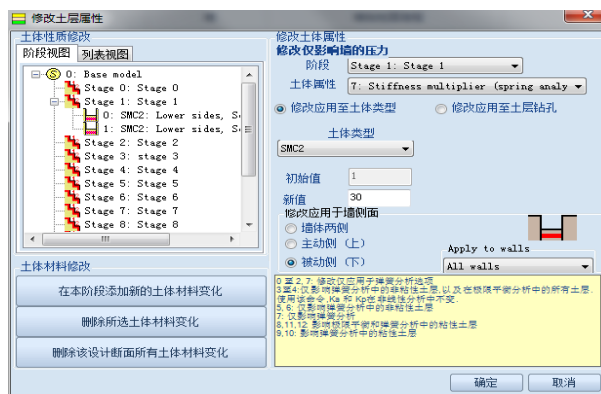 修改土层属性
土体性质修改
阶段视图 列表视图
0: Base model
Stage 0: Stage 0
Stage 1: Stage 1
0: SMC2: Lower sides, S
1: SMC2: Lower sides, S
Stage 2: Stage 2
Stage 3: stage 3
Stage 4: Stage 4
Stage 5: Stage 5
Stage 6: Stage 6
Stage 7: Stage 7
Stage 8: Stage 8
土体材料修改
在本阶段添加新的土体材料变化
删除所选土体材料变化
删除该设计断面所有土体材料变化
修改土体属性
修改仅影响墙的压力
阶段 Stage 1: Stage 1
土体属性 7: Stiffness multiplier (spring analy
修改应用至土体类型 修改应用至土层钻孔
土体类型
SMC2
初始值 1
新值 30
修改应用于墙侧面
墙体两侧
主动侧（上）
被动侧（下）
Apply to walls
All walls
0 至 2,7: 修改仅应用于弹簧分析选项
3至4:仅影响弹簧分析中的非粘性土层,以及在极限平衡分析中的所有土层.
使用该命令,Ka 和 Kp在非线性分析中不变.
5, 6: 仅影响弹簧分析中的非粘性土层
7: 仅影响弹簧分析
8,11,12: 影响极限平衡和弹簧分析中的粘性土层
9,10: 影响弹簧分析中的粘性土层
确定 取消